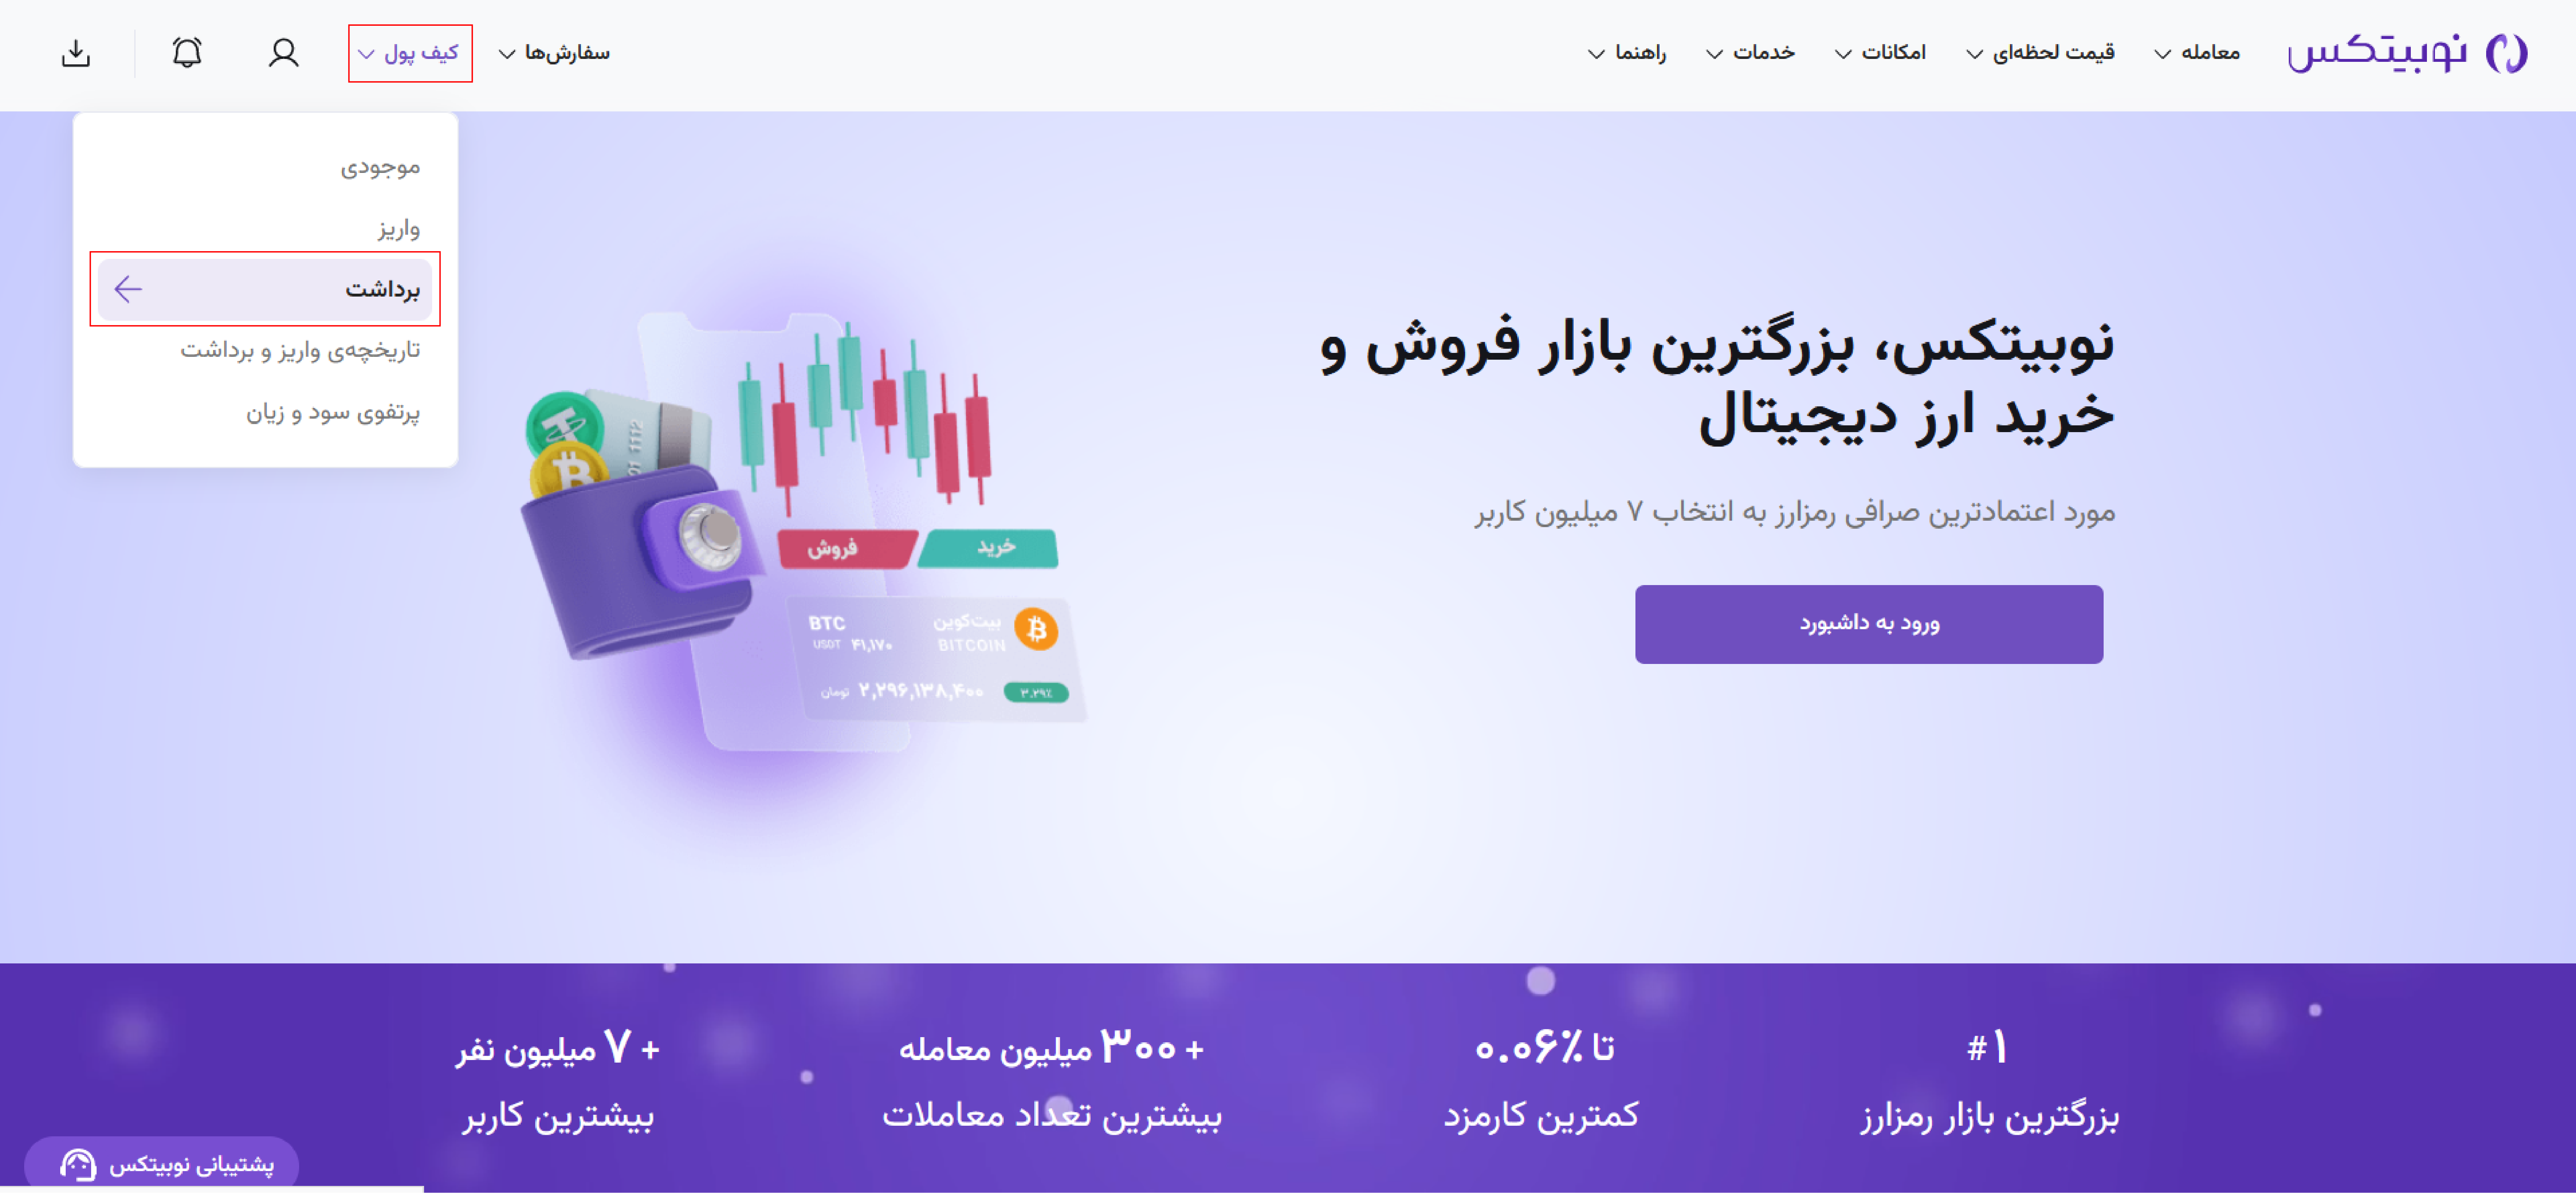 نوبیتکس
معامله
قیمت لحظه‌ای
امکانات
خدمات
راهنما
سفارش‌ها
کیف پول
موجودی
واریز
برداشت
تاریخچه‌ی واریز و برداشت
پرتفوی سود و زیان
نوبیتکس، بزرگترین بازار فروش و
خرید ارز دیجیتال
مورد اعتمادترین صرافی رمزارز به انتخاب ۷ میلیون کاربر
ورود به داشبورد
خرید
فروش
بیت‌کوین
BITCOIN
BTC
۴۱,۱۷۰ USDT
۳.۲۹٪
۲,۲۹۶,۱۳۸,۴۰۰ تومان
#۱
بزرگترین بازار رمزارز
تا ۰.۰۶٪
کمترین کارمزد
+ ۳۰۰ میلیون معامله
بیشترین تعداد معاملات
+ ۷ میلیون نفر
بیشترین کاربر
پشتیبانی نوبیتکس